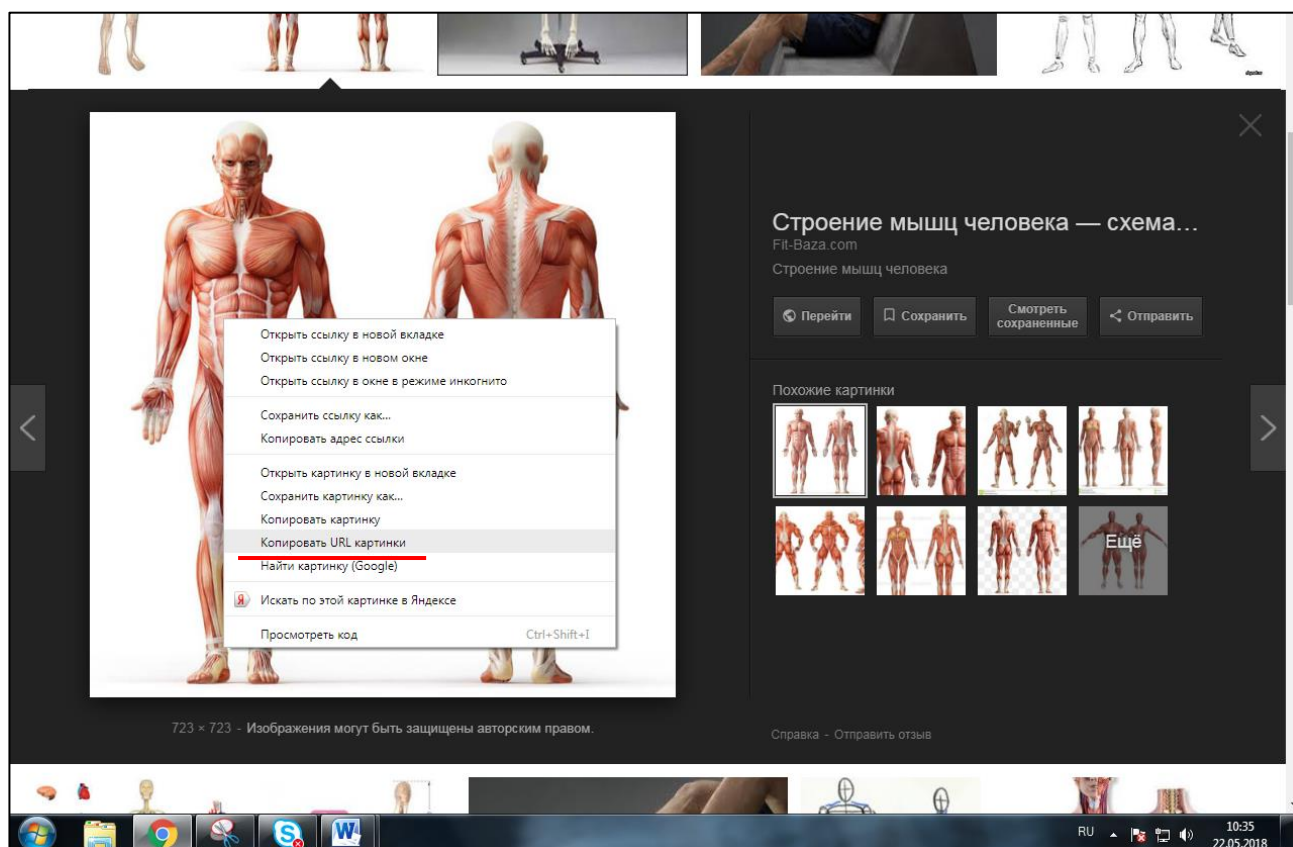 Строение мышц человека — схема...
Fit-Baza.com
Строение мышц человека
Перейти
Сохранить
Смотреть сохраненные
Отправить
Открыть ссылку в новой вкладке
Открыть ссылку в новом окне
Открыть ссылку в окне в режиме инкогнито
Сохранить ссылку как...
Копировать адрес ссылки
Открыть картинку в новой вкладке
Сохранить картинку как...
Копировать картинку
Копировать URL картинки
Найти картинку (Google)
Я Искать по этой картинке в Яндексе
Просмотреть код Ctrl+Shift+I
Похожие картинки
Ещё
723 × 723 - Изображения могут быть защищены авторским правом.
Справка - Отправить отзыв
RU
10:35
22.05.2018